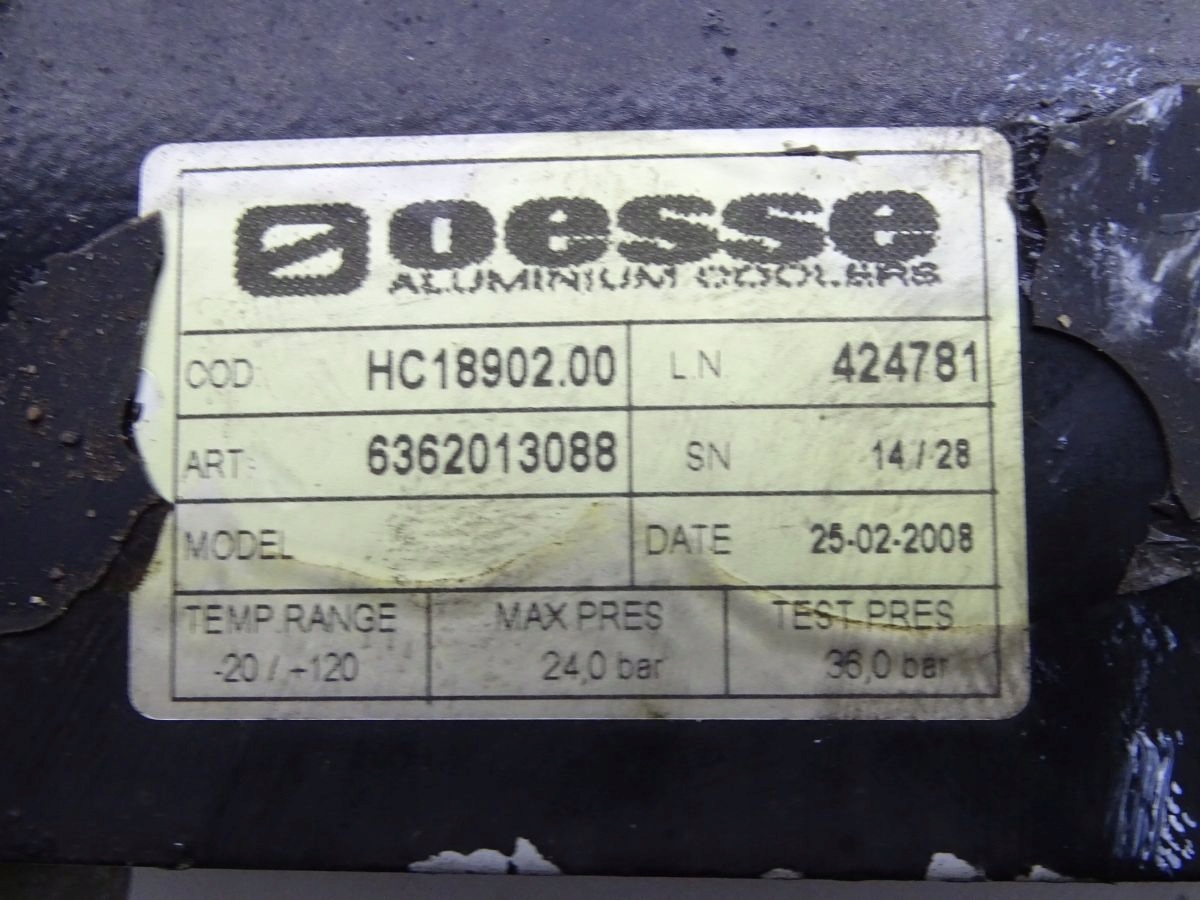 oesse
ALUMINIUM COOLERS
COD: HC18902.00 L.N. 424781
ART: 6362013088 SN 14 / 28
MODEL DATE 25-02-2008
TEMP.RANGE MAX PRES TEST PRES
-20 / +120 24,0 bar 36,0 bar